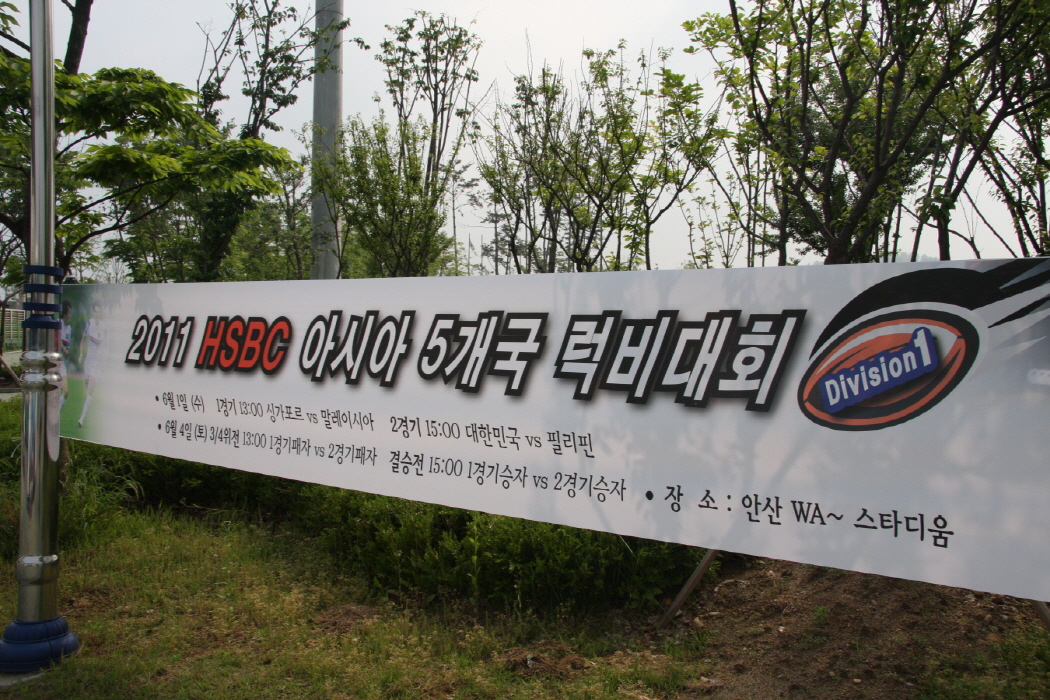 2011 HSBC 아시아 5개국 럭비대회
Division 1
• 6월 1일 (수) 1경기 13:00 싱가포르 vs 말레이시아 2경기 15:00 대한민국 vs 필리핀
• 6월 4일 (토) 3/4위전 13:00 1경기패자 vs 2경기패자 결승전 15:00 1경기승자 vs 2경기승자
• 장 소 : 안산 WA~ 스타디움